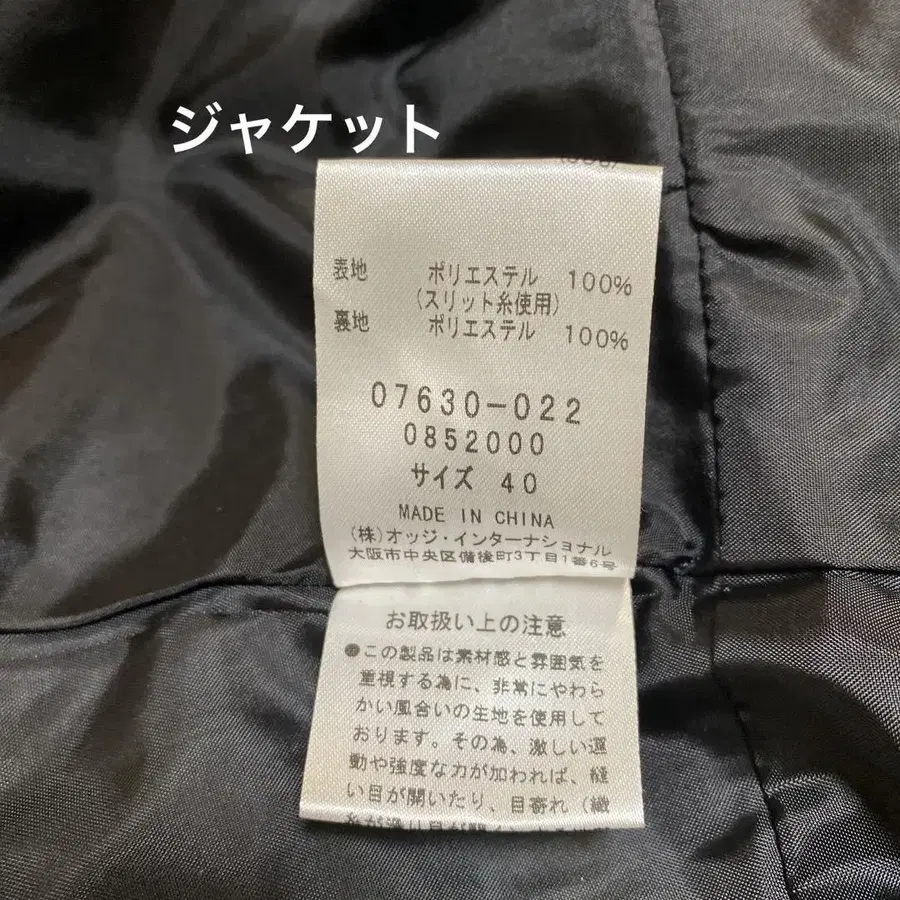 ジャケット
表地 ポリエステル 100%
(スリット糸使用)
裏地 ポリエステル 100%
07630-022
0852000
サイズ 40
MADE IN CHINA
(株)オッジ・インターナショナル
大阪市中央区備後町3丁目1番6号
お取扱い上の注意
●この製品は素材感と雰囲気を
重視する為に、非常にやわら
かい風合いの生地を使用して
おります。その為、激しい運
動や強度な力が加われば、縫
い目が開いたり、目寄れ（織